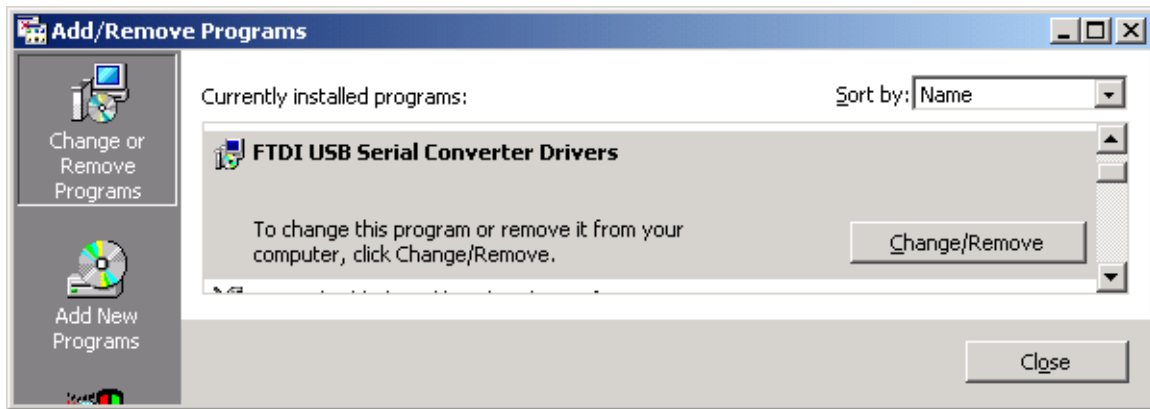 Add/Remove Programs
Change or
Remove
Programs
Add New
Programs
Currently installed programs:
Sort by: Name
FTDI USB Serial Converter Drivers
To change this program or remove it from your
computer, click Change/Remove.
Change/Remove
Close